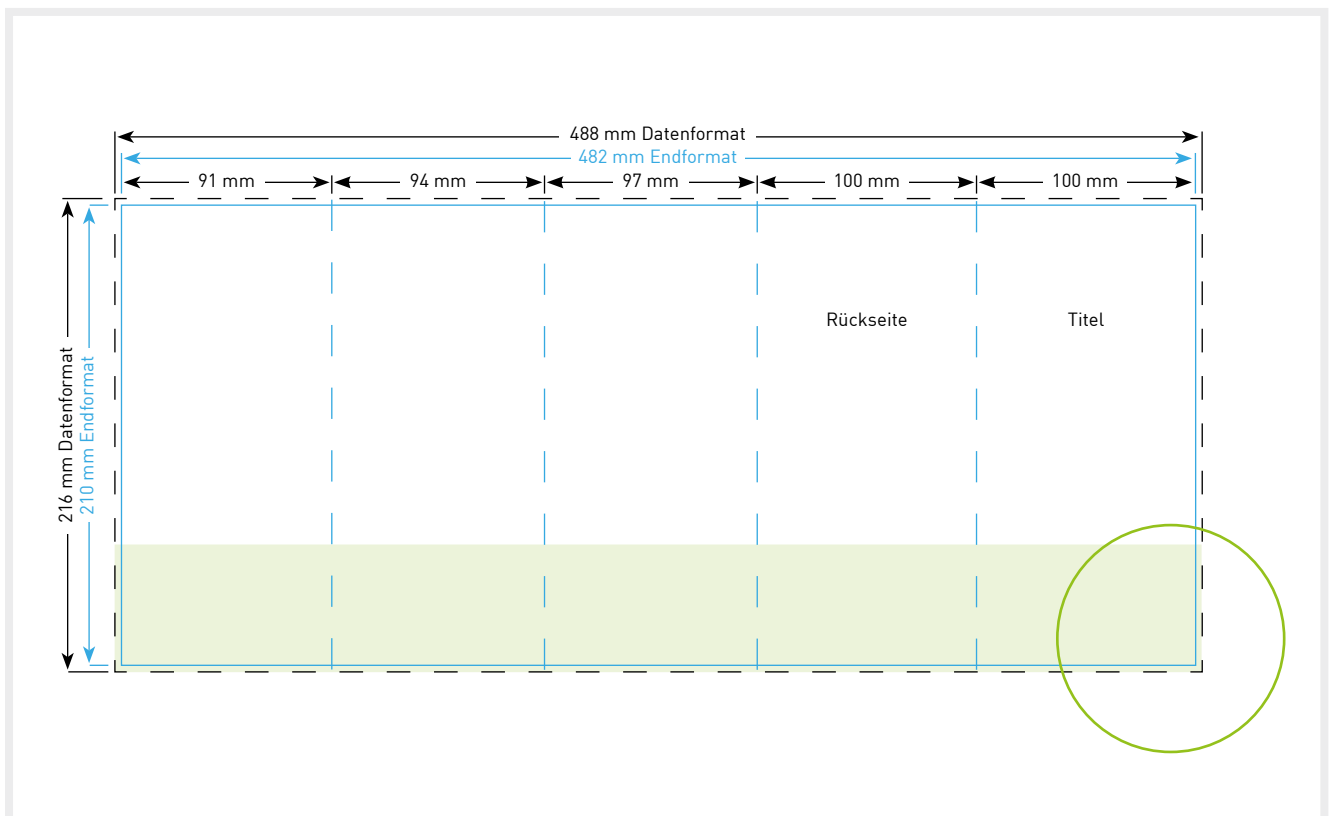 488 mm Datenformat
482 mm Endformat
91 mm
94 mm
97 mm
100 mm
100 mm
216 mm Datenformat
210 mm Endformat
Rückseite
Titel